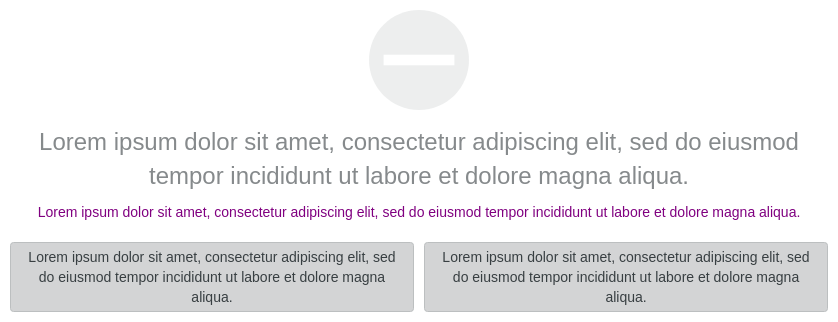 Lorem ipsum dolor sit amet, consectetur adipiscing elit, sed do eiusmod
tempor incididunt ut labore et dolore magna aliqua.
Lorem ipsum dolor sit amet, consectetur adipiscing elit, sed do eiusmod tempor incididunt ut labore et dolore magna aliqua.
Lorem ipsum dolor sit amet, consectetur adipiscing elit, sed
do eiusmod tempor incididunt ut labore et dolore magna
aliqua.
Lorem ipsum dolor sit amet, consectetur adipiscing elit, sed
do eiusmod tempor incididunt ut labore et dolore magna
aliqua.